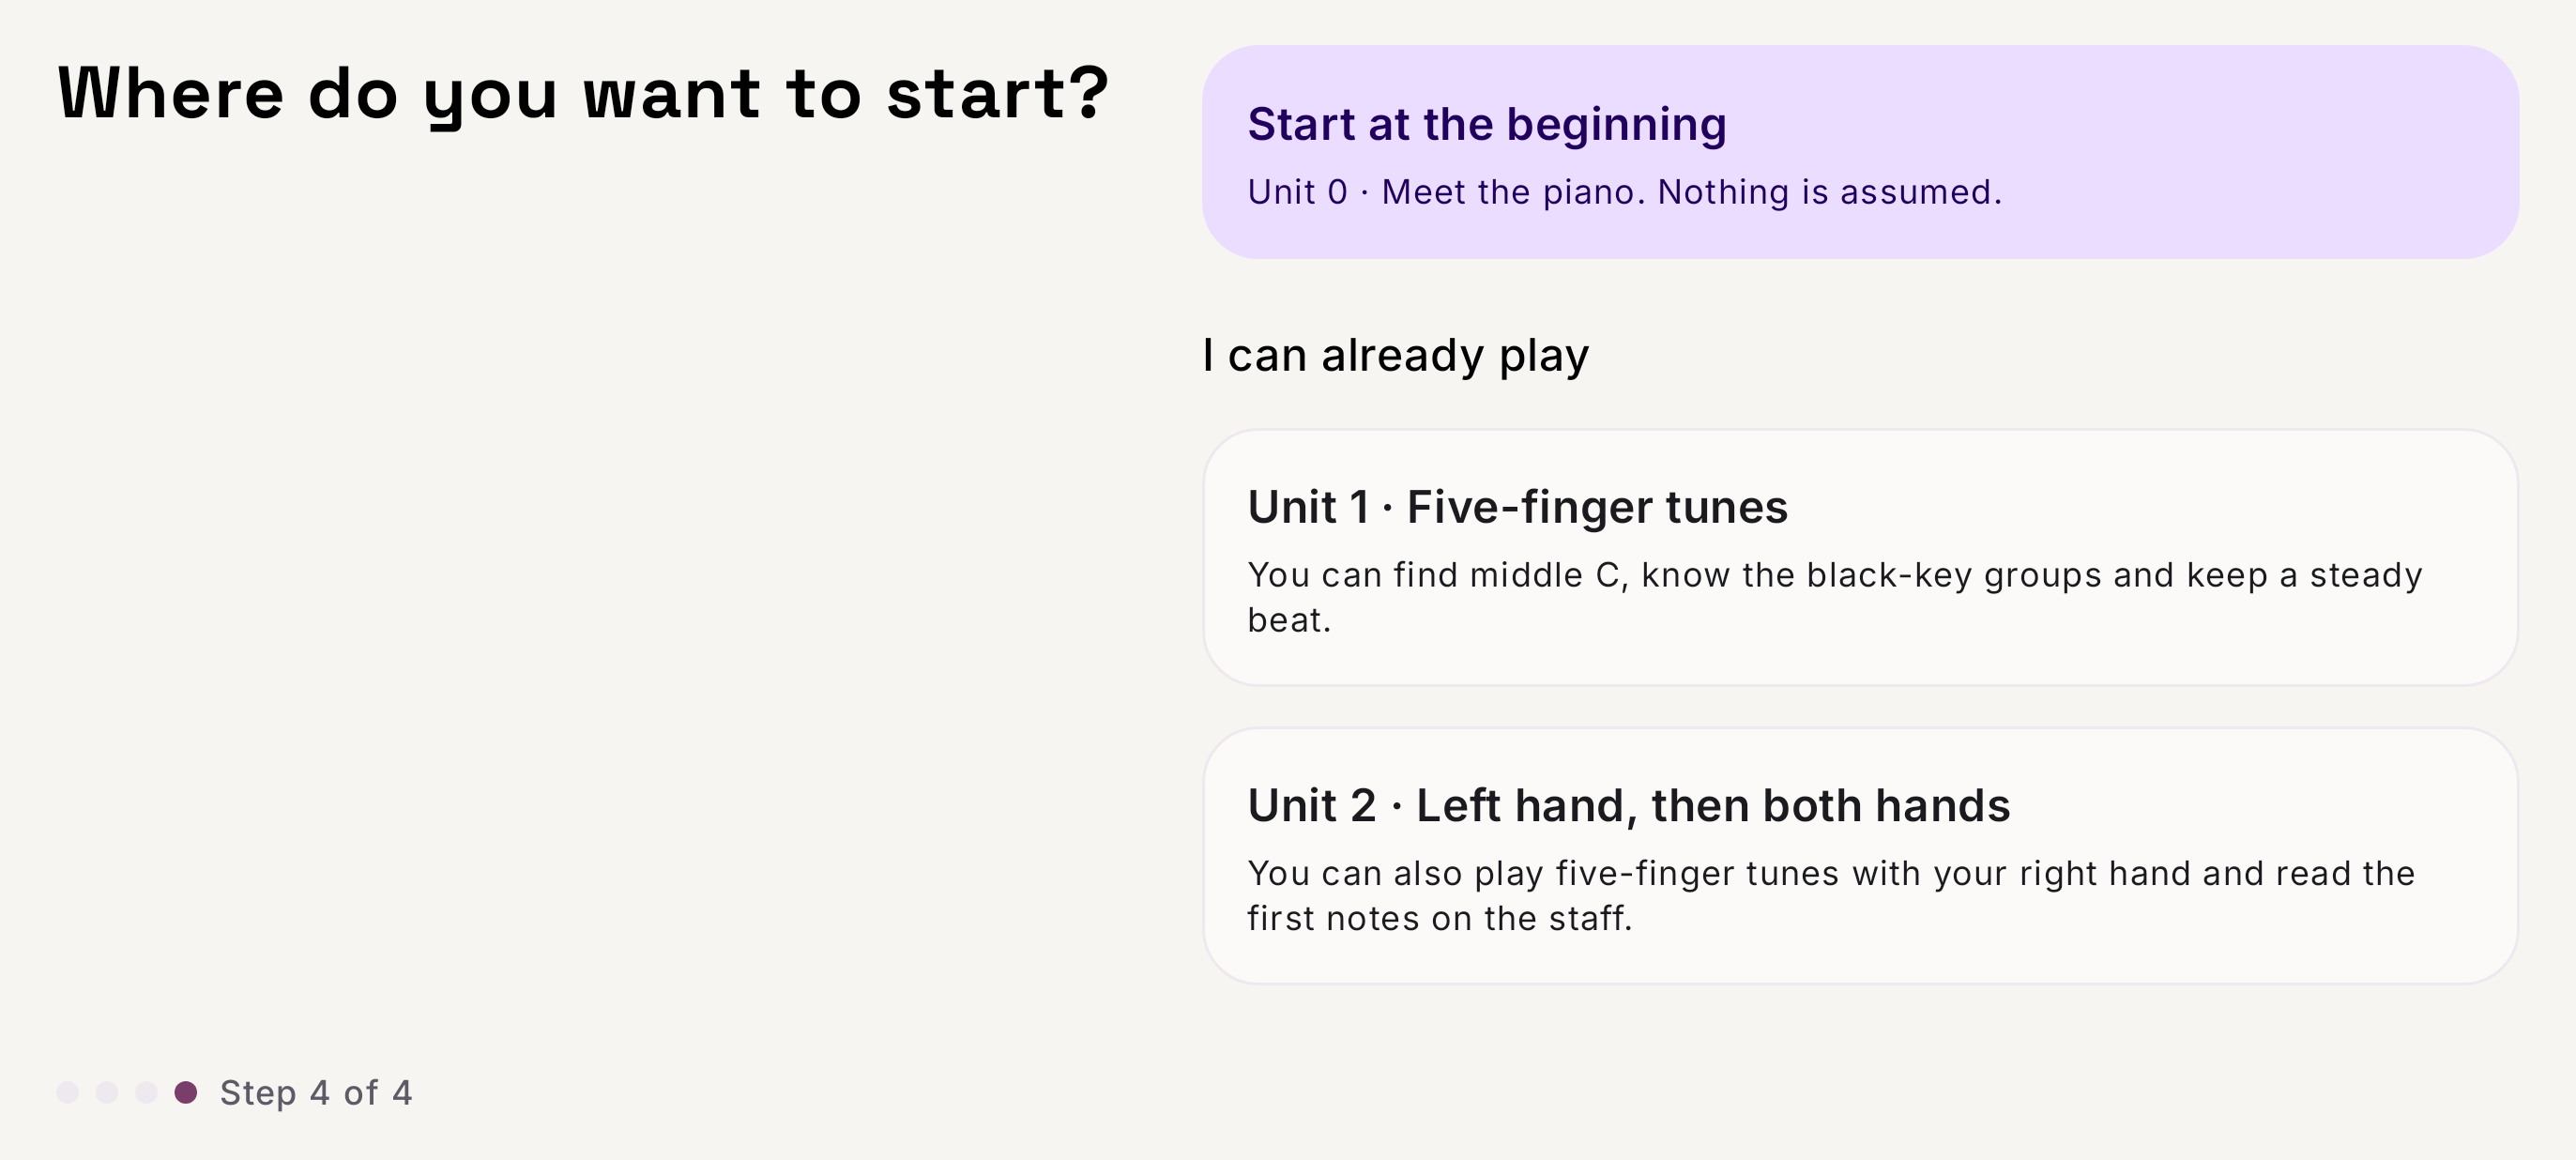 Where do you want to start?
Start at the beginning
Unit 0 · Meet the piano. Nothing is assumed.
I can already play
Unit 1 · Five-finger tunes
You can find middle C, know the black-key groups and keep a steady
beat.
Unit 2 · Left hand, then both hands
You can also play five-finger tunes with your right hand and read the
first notes on the staff.
Step 4 of 4